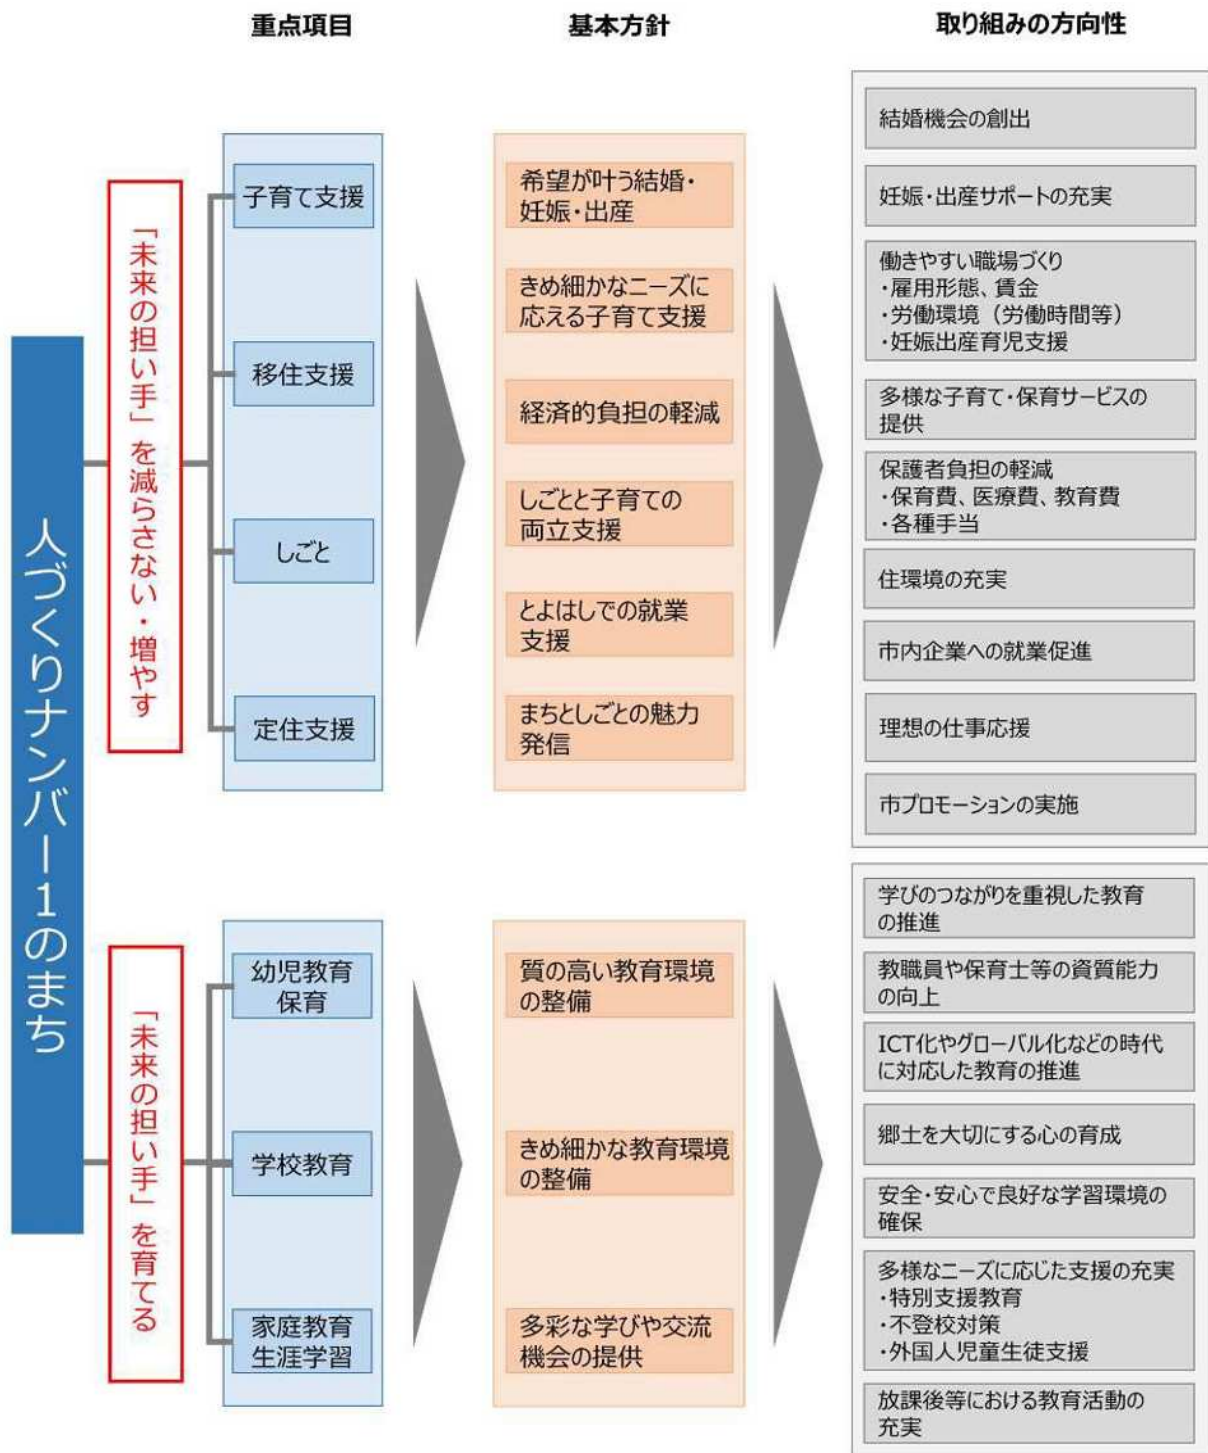 重点項目
基本方針
取り組みの方向性
人づくりナンバー1のまち
「未来の担い手」を減らさない・増やす
子育て支援
移住支援
しごと
定住支援
希望が叶う結婚・
妊娠・出産
きめ細かなニーズに
応える子育て支援
経済的負担の軽減
しごとと子育ての
両立支援
とよはしでの就業
支援
まちとしごとの魅力
発信
結婚機会の創出
妊娠・出産サポートの充実
働きやすい職場づくり
・雇用形態、賃金
・労働環境（労働時間等）
・妊娠出産育児支援
多様な子育て・保育サービスの
提供
保護者負担の軽減
・保育費、医療費、教育費
・各種手当
住環境の充実
市内企業への就業促進
理想の仕事応援
市プロモーションの実施
「未来の担い手」を育てる
幼児教育
保育
学校教育
家庭教育
生涯学習
質の高い教育環境
の整備
きめ細かな教育環境
の整備
多彩な学びや交流
機会の提供
学びのつながりを重視した教育
の推進
教職員や保育士等の資質能力
の向上
ICT化やグローバル化などの時代
に対応した教育の推進
郷土を大切にする心の育成
安全・安心で良好な学習環境の
確保
多様なニーズに応じた支援の充実
・特別支援教育
・不登校対策
・外国人児童生徒支援
放課後等における教育活動の
充実